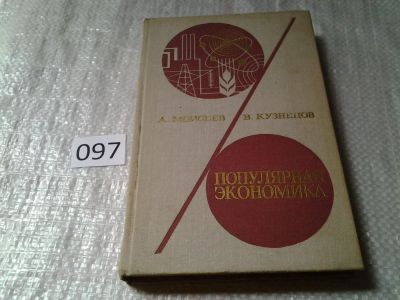 А. МОИСЕЕВ В. КУЗНЕЦОВ
097
ПОПУЛЯРНАЯ
ЭКОНОМИКА